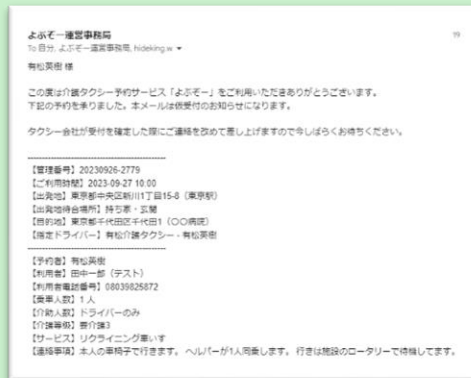 よぶぞー運営事務局
To 自分, よぶぞー運営事務局, hideking.w
有松英樹 様
この度は介護タクシー予約サービス「よぶぞー」をご利用いただきありがとうございます。
下記の予約を承りました。本メールは仮受付のお知らせになります。
タクシー会社が受付を確定した際にご連絡を改めて差し上げますので今しばらくお待ちください。
----------------------------------------
【管理番号】20230926-2779
【ご利用時間】2023-09-27 10:00
【出発地】東京都中央区新川1丁目15-8（東京駅）
【出発地待合場所】持ち家・玄関
【目的地】東京都千代田区千代田1（〇〇病院）
【指定ドライバー】有松介護タクシー - 有松英樹
----------------------------------------
【予約者】有松英樹
【利用者】田中一郎（テスト）
【利用者電話番号】08039825872
【乗車人数】1 人
【介助人数】ドライバーのみ
【介護等級】要介護3
【サービス】リクライニング車いす
【連絡事項】本人の車椅子で行きます。 ヘルパーが1人同乗します。 行きは施設のロータリーで待機してます。